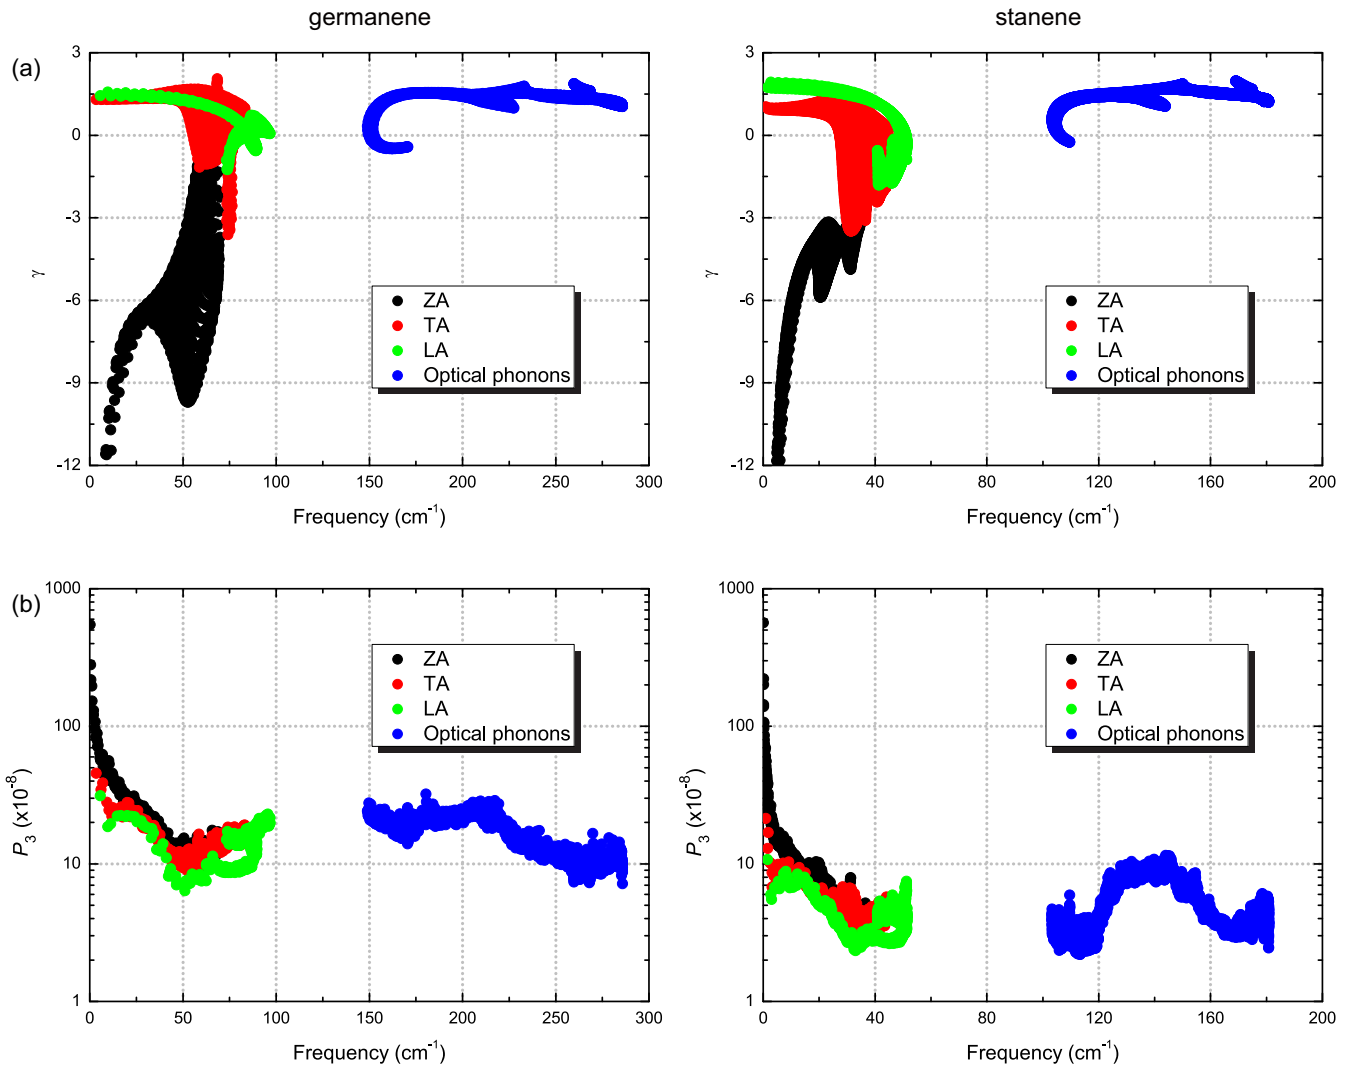 germanene
stanene
(a)
3
0
-3
-6
-9
-12
γ
ZA
TA
LA
Optical phonons
0 50 100 150 200 250 300
Frequency (cm-1)
3
0
-3
-6
-9
-12
γ
ZA
TA
LA
Optical phonons
0 40 80 120 160 200
Frequency (cm-1)
(b)
1000
100
10
1
P3 (x10-8)
ZA
TA
LA
Optical phonons
0 50 100 150 200 250 300
Frequency (cm-1)
1000
100
10
1
P3 (x10-8)
ZA
TA
LA
Optical phonons
0 40 80 120 160 200
Frequency (cm-1)